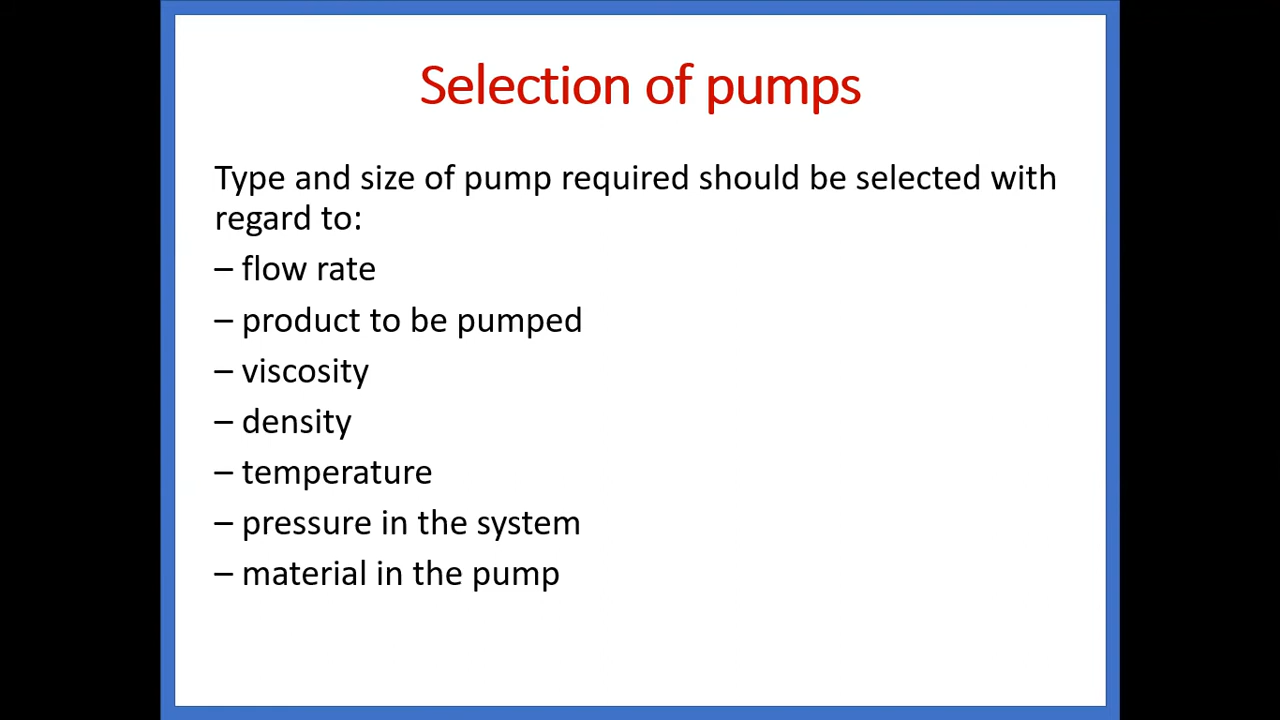 Selection of pumps
Type and size of pump required should be selected with
regard to:
– flow rate
– product to be pumped
– viscosity
– density
– temperature
– pressure in the system
– material in the pump